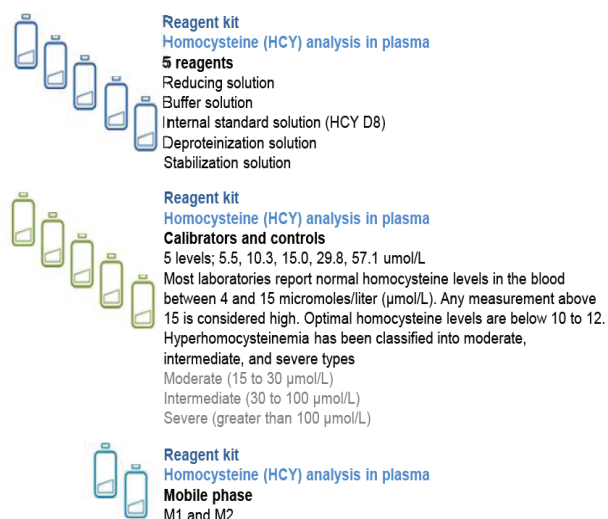 Reagent kit
Homocysteine (HCY) analysis in plasma
5 reagents
Reducing solution
Buffer solution
Internal standard solution (HCY D8)
Deproteinization solution
Stabilization solution
Reagent kit
Homocysteine (HCY) analysis in plasma
Calibrators and controls
5 levels; 5.5, 10.3, 15.0, 29.8, 57.1 umol/L
Most laboratories report normal homocysteine levels in the blood
between 4 and 15 micromoles/liter (µmol/L). Any measurement above
15 is considered high. Optimal homocysteine levels are below 10 to 12.
Hyperhomocysteinemia has been classified into moderate,
intermediate, and severe types
Moderate (15 to 30 µmol/L)
Intermediate (30 to 100 µmol/L)
Severe (greater than 100 µmol/L)
Reagent kit
Homocysteine (HCY) analysis in plasma
Mobile phase
M1 and M2